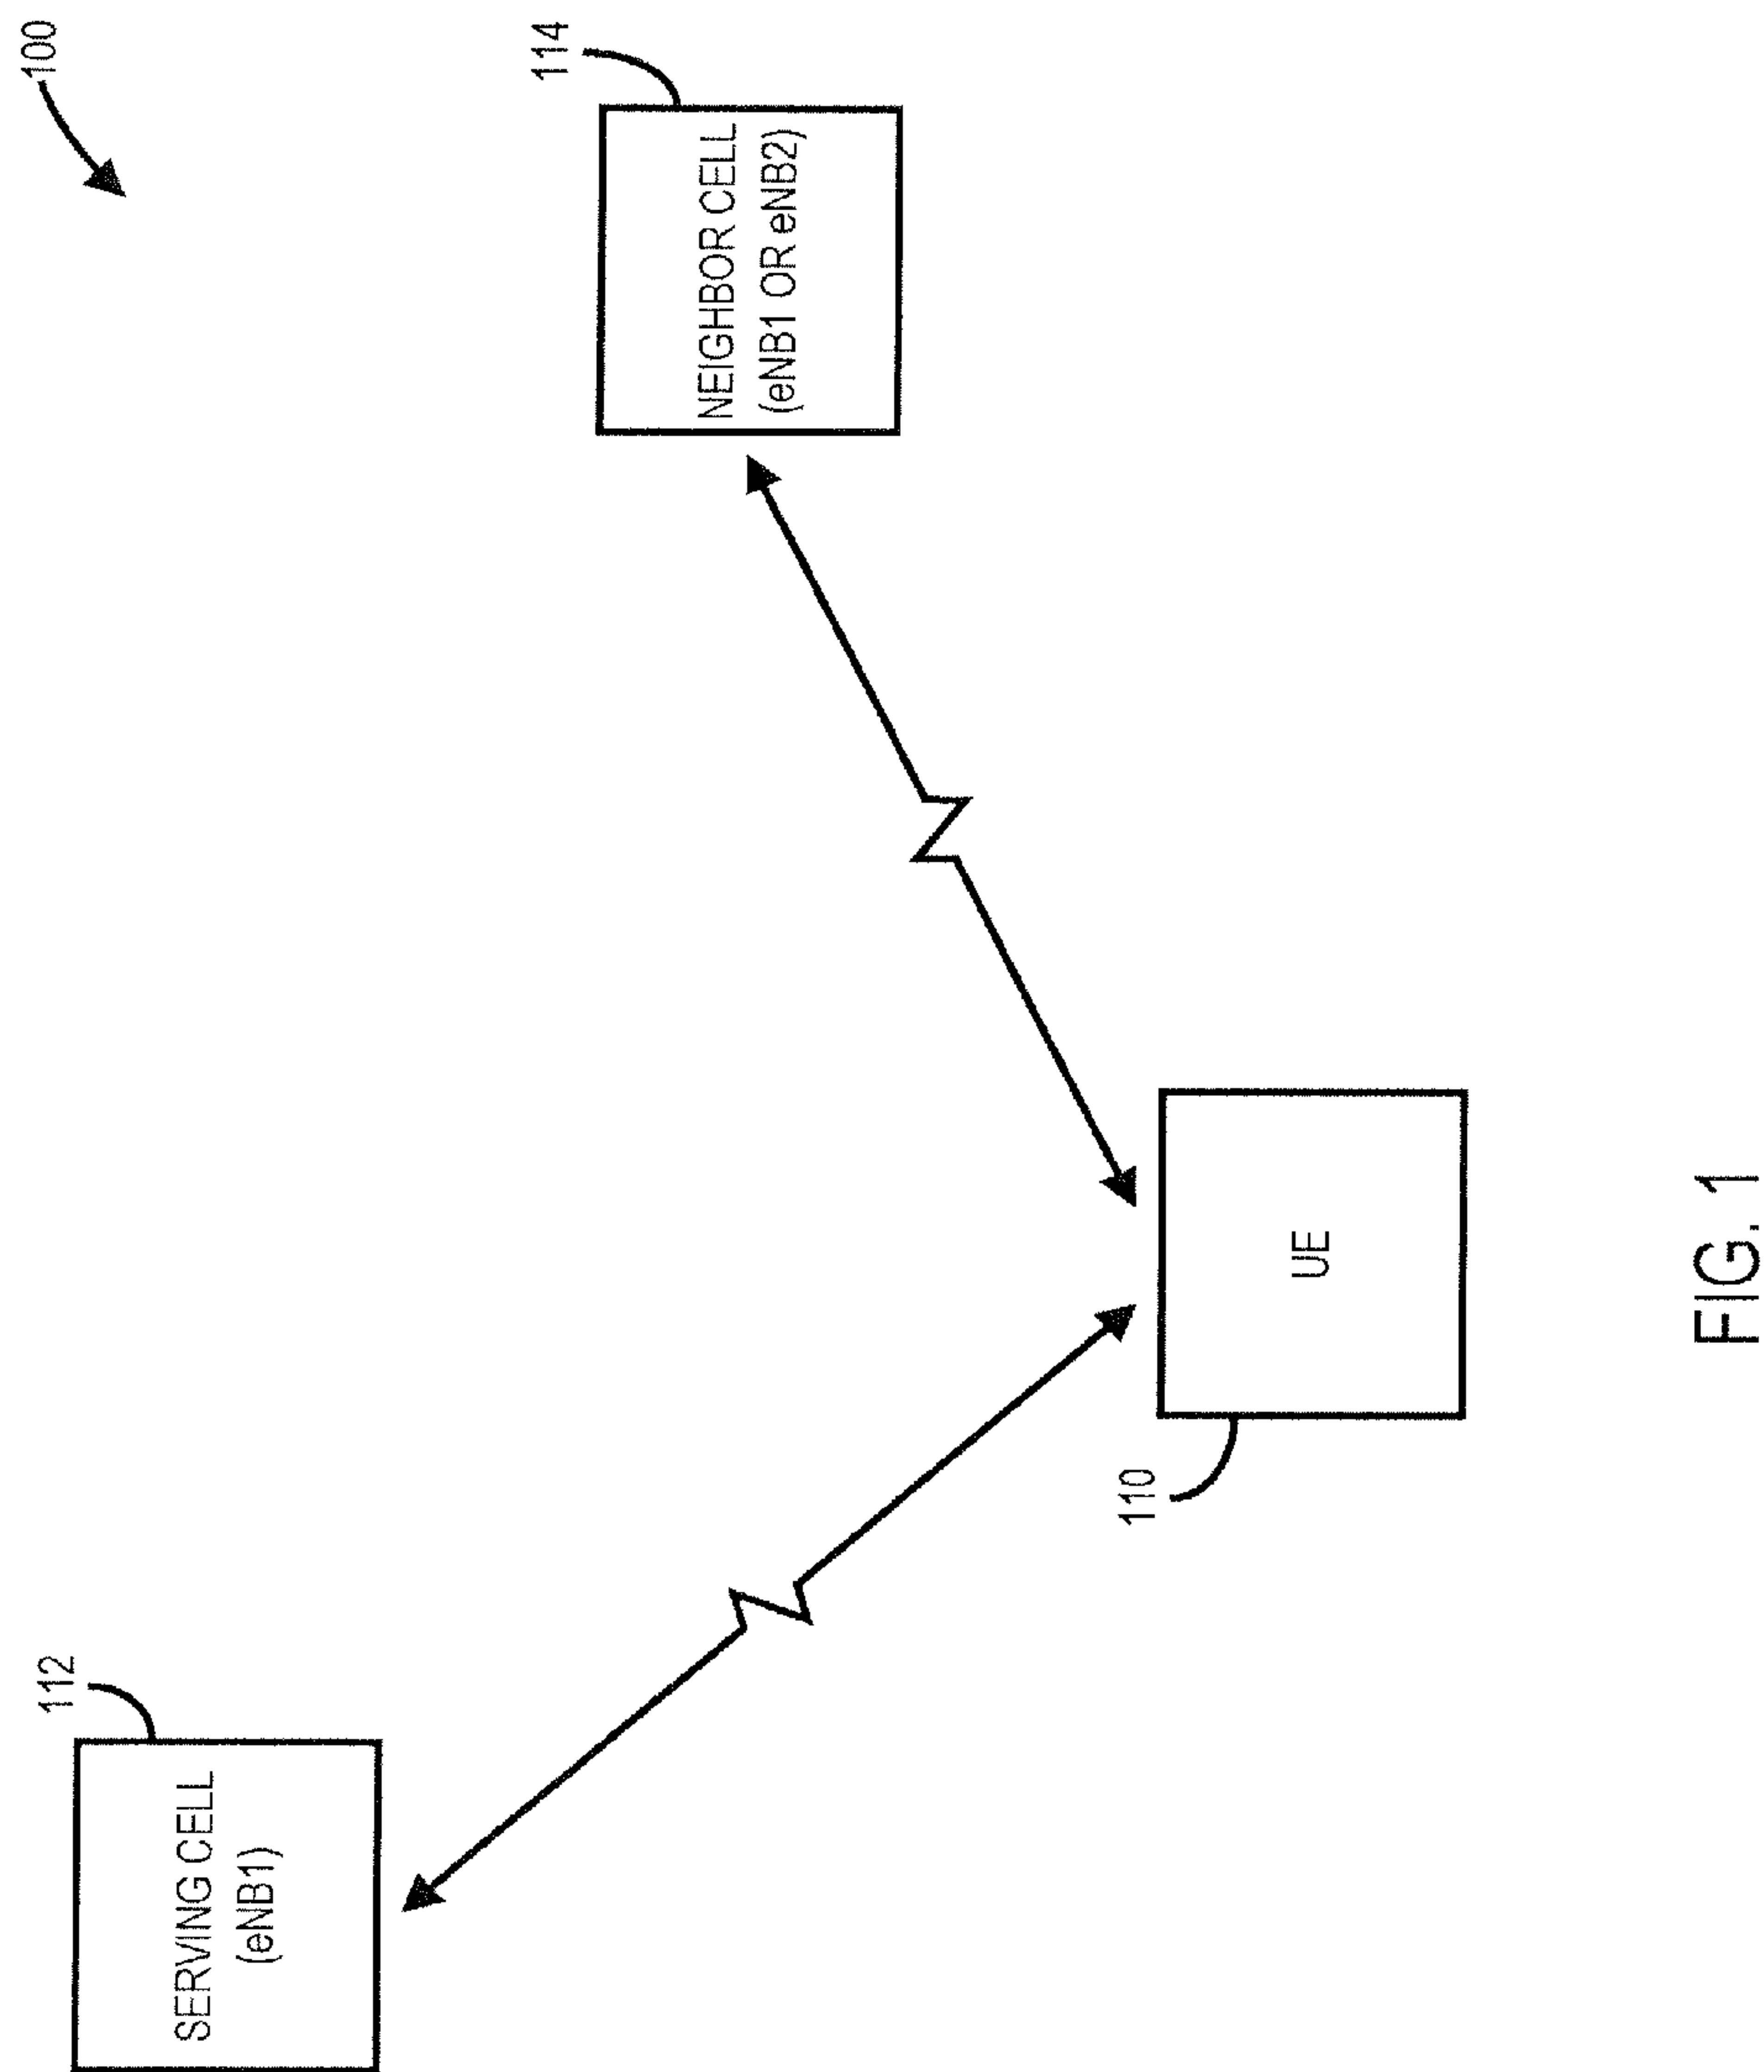 100
114
NEIGHBOR CELL
(eNB1 OR eNB2)
112
SERVING CELL
(eNB1)
110
UE
FIG. 1